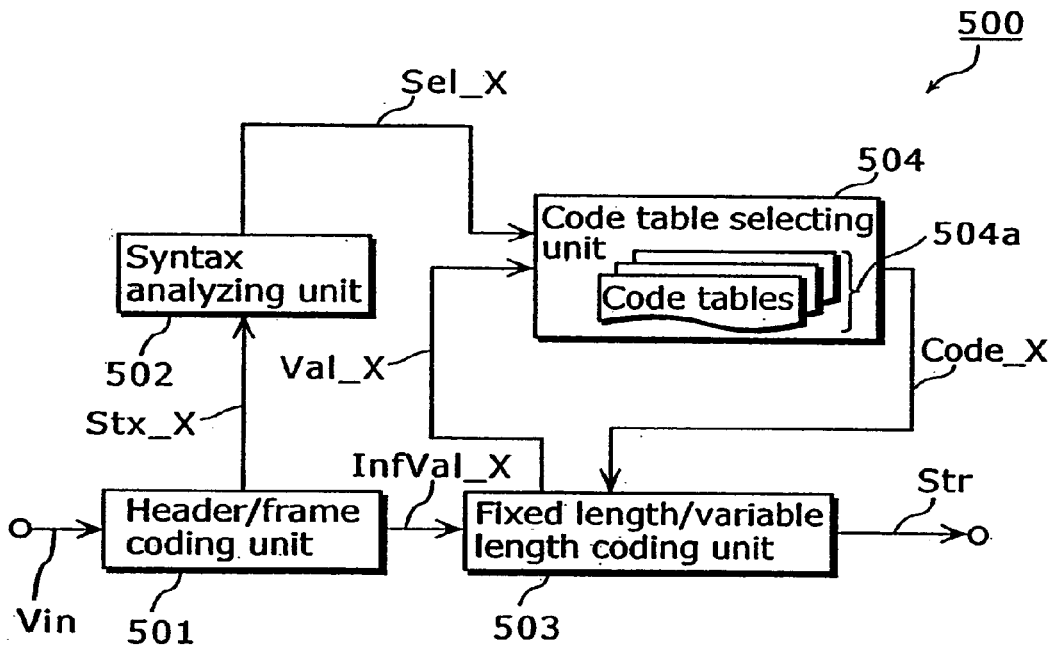 500
Sel_X
504
Code table selecting
unit
504a
Code tables
Syntax
analyzing unit
502
Val_X
Code_X
Stx_X
InfVal_X
Str
Header/frame
coding unit
Fixed length/variable
length coding unit
Vin
501
503